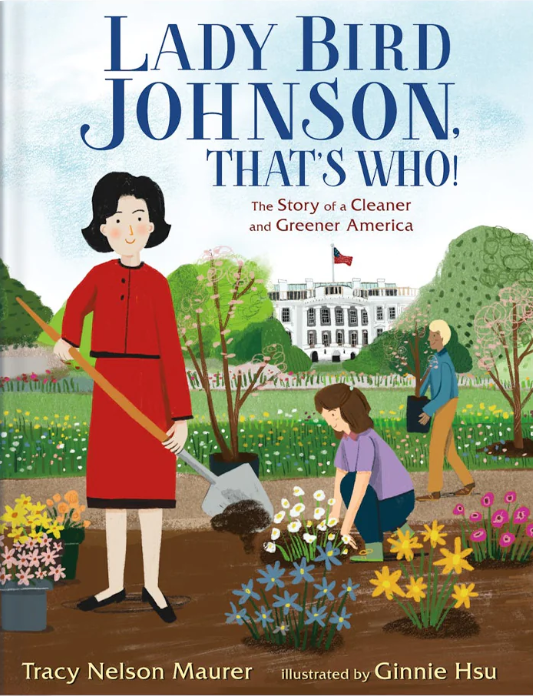 LADY BIRD
JOHNSON,
THAT'S WHO!
The Story of a Cleaner
and Greener America
Tracy Nelson Maurer illustrated by Ginnie Hsu